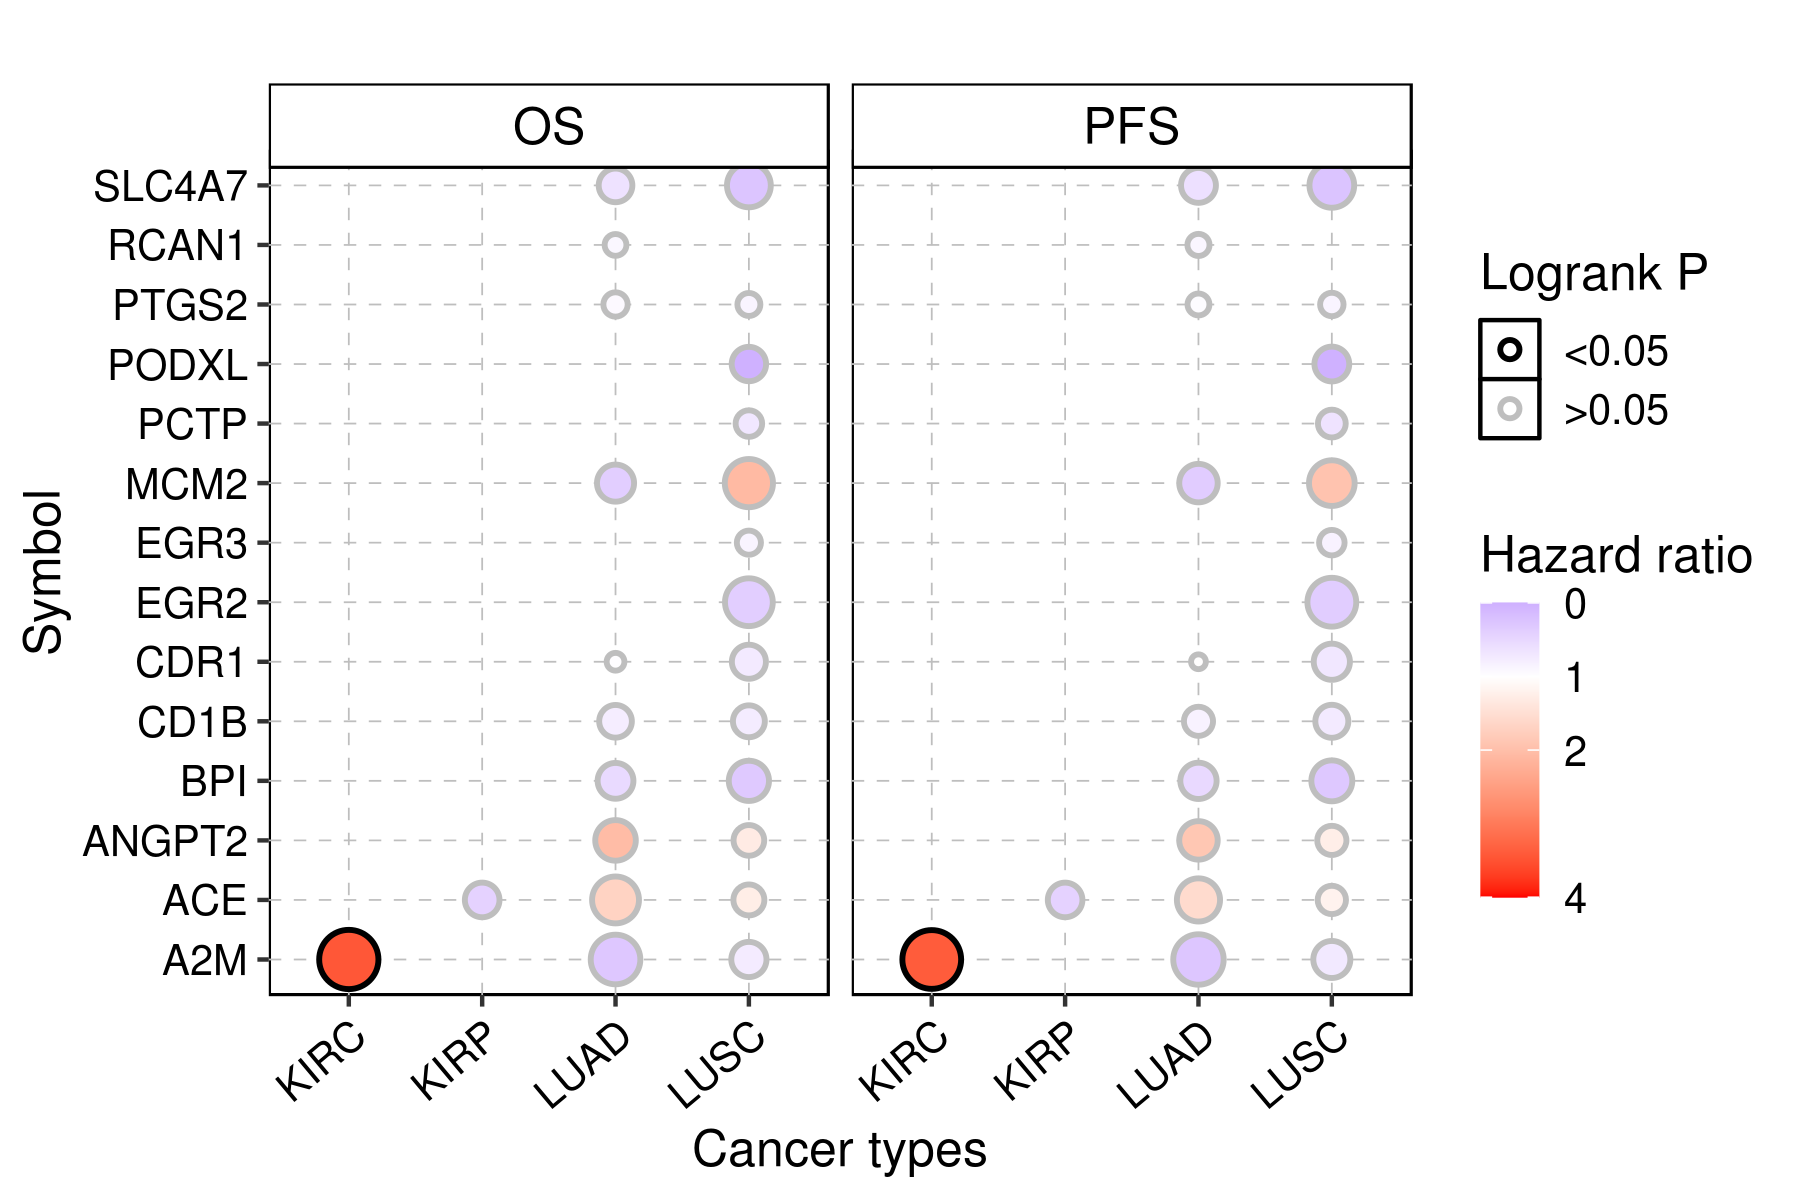 OS
PFS
SLC4A7
RCAN1
PTGS2
PODXL
PCTP
MCM2
EGR3
EGR2
CDR1
CD1B
BPI
ANGPT2
ACE
A2M
Symbol
KIRC
KIRP
LUAD
LUSC
KIRC
KIRP
LUAD
LUSC
Cancer types
Logrank P
<0.05
>0.05
Hazard ratio
0
1
2
4